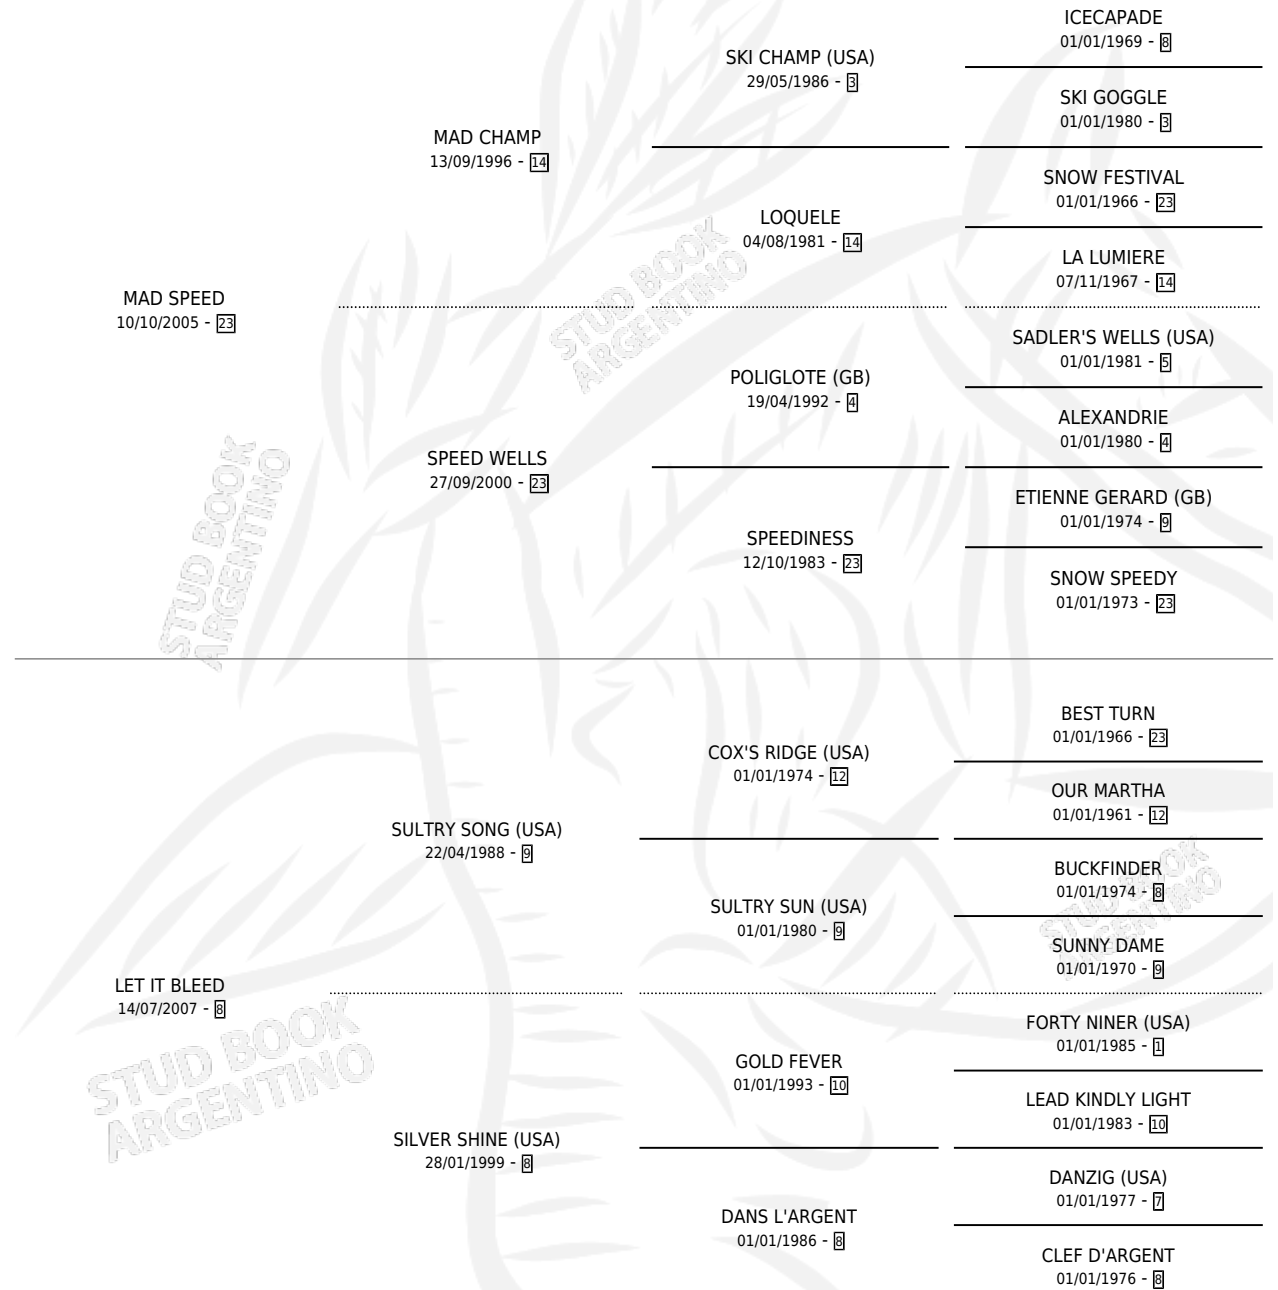 ICECAPADE
01/01/1969 - 8
SKI CHAMP (USA)
29/05/1986 - 3
SKI GOGGLE
01/01/1980 - 3
MAD CHAMP
13/09/1996 - 14
SNOW FESTIVAL
01/01/1966 - 23
LOQUELE
04/08/1981 - 14
LA LUMIERE
07/11/1967 - 14
MAD SPEED
10/10/2005 - 23
SADLER'S WELLS (USA)
01/01/1981 - 5
POLIGLOTE (GB)
19/04/1992 - 4
ALEXANDRIE
01/01/1980 - 4
SPEED WELLS
27/09/2000 - 23
ETIENNE GERARD (GB)
01/01/1974 - 9
SPEEDINESS
12/10/1983 - 23
SNOW SPEEDY
01/01/1973 - 23
BEST TURN
01/01/1966 - 23
COX'S RIDGE (USA)
01/01/1974 - 12
OUR MARTHA
01/01/1961 - 12
SULTRY SONG (USA)
22/04/1988 - 9
BUCKFINDER
01/01/1974 - 8
SULTRY SUN (USA)
01/01/1980 - 9
SUNNY DAME
01/01/1970 - 9
LET IT BLEED
14/07/2007 - 8
FORTY NINER (USA)
01/01/1985 - 1
GOLD FEVER
01/01/1993 - 10
LEAD KINDLY LIGHT
01/01/1983 - 10
SILVER SHINE (USA)
28/01/1999 - 8
DANZIG (USA)
01/01/1977 - 7
DANS L'ARGENT
01/01/1986 - 8
CLEF D'ARGENT
01/01/1976 - 8
STUD BOOK
ARGENTINO
STUD BOOK
ARGENTINO
STUD BOOK
ARGENTINO
STUD BOOK
ARGENTINO